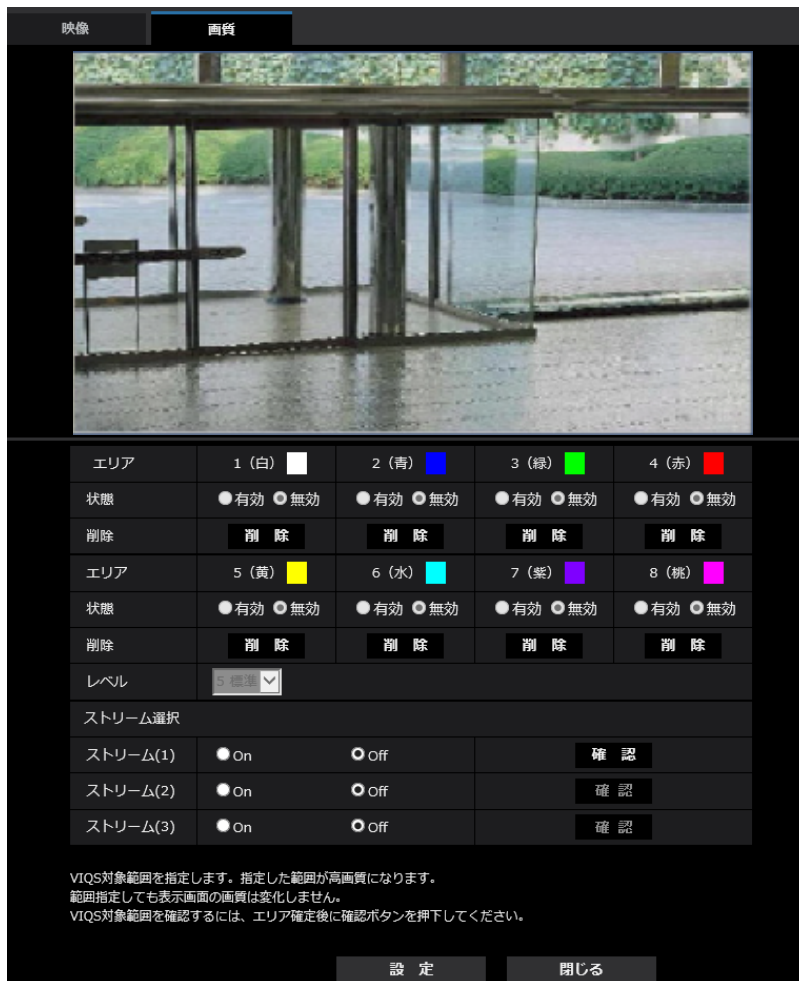 映像 画質
エリア 1（白） 2（青） 3（緑） 4（赤）
状態 有効 無効 有効 無効 有効 無効 有効 無効
削除 削 除 削 除 削 除 削 除
エリア 5（黄） 6（水） 7（紫） 8（桃）
状態 有効 無効 有効 無効 有効 無効 有効 無効
削除 削 除 削 除 削 除 削 除
レベル 5 標準
ストリーム選択
ストリーム(1) On Off 確 認
ストリーム(2) On Off 確 認
ストリーム(3) On Off 確 認
VIQS対象範囲を指定します。指定した範囲が高画質になります。
範囲指定しても表示画面の画質は変化しません。
VIQS対象範囲を確認するには、エリア確定後に確認ボタンを押下してください。
設 定 閉じる